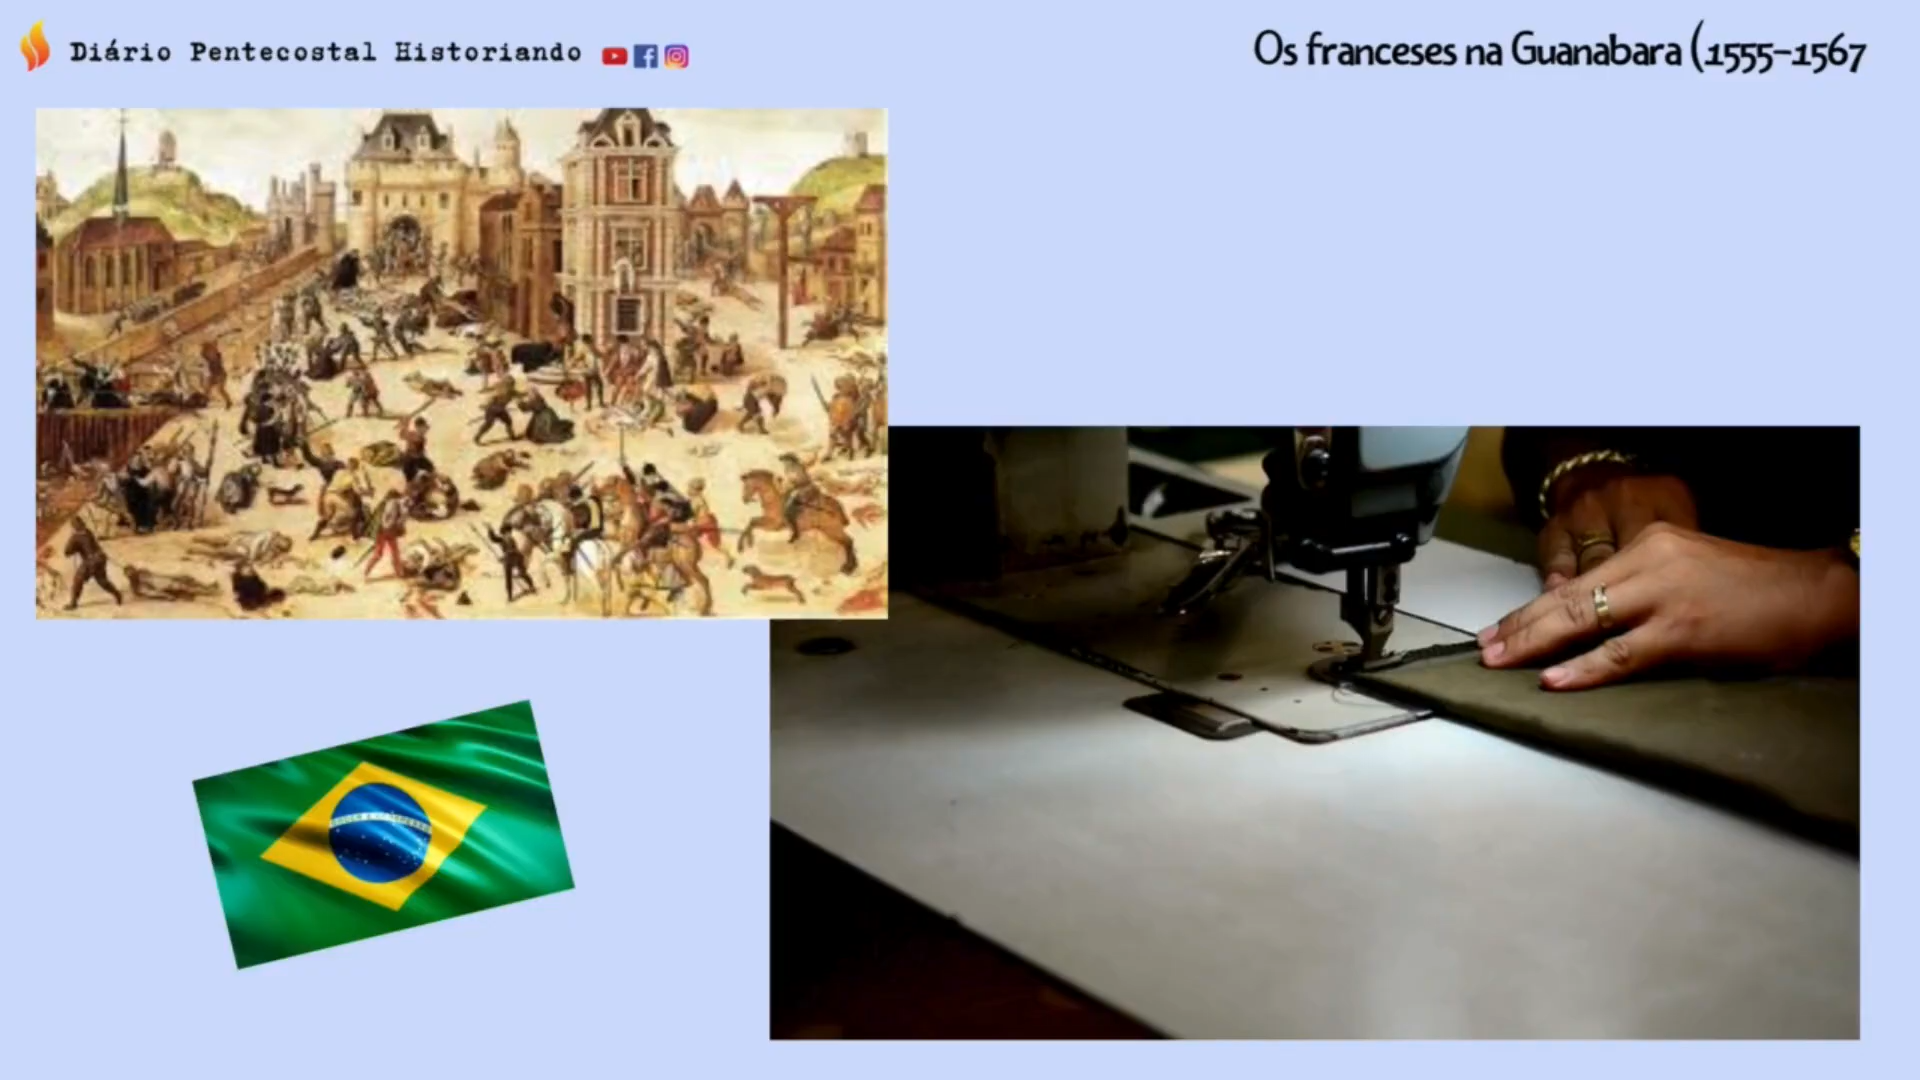 Diário Pentecostal Historiando
Os franceses na Guanabara (1555-1567